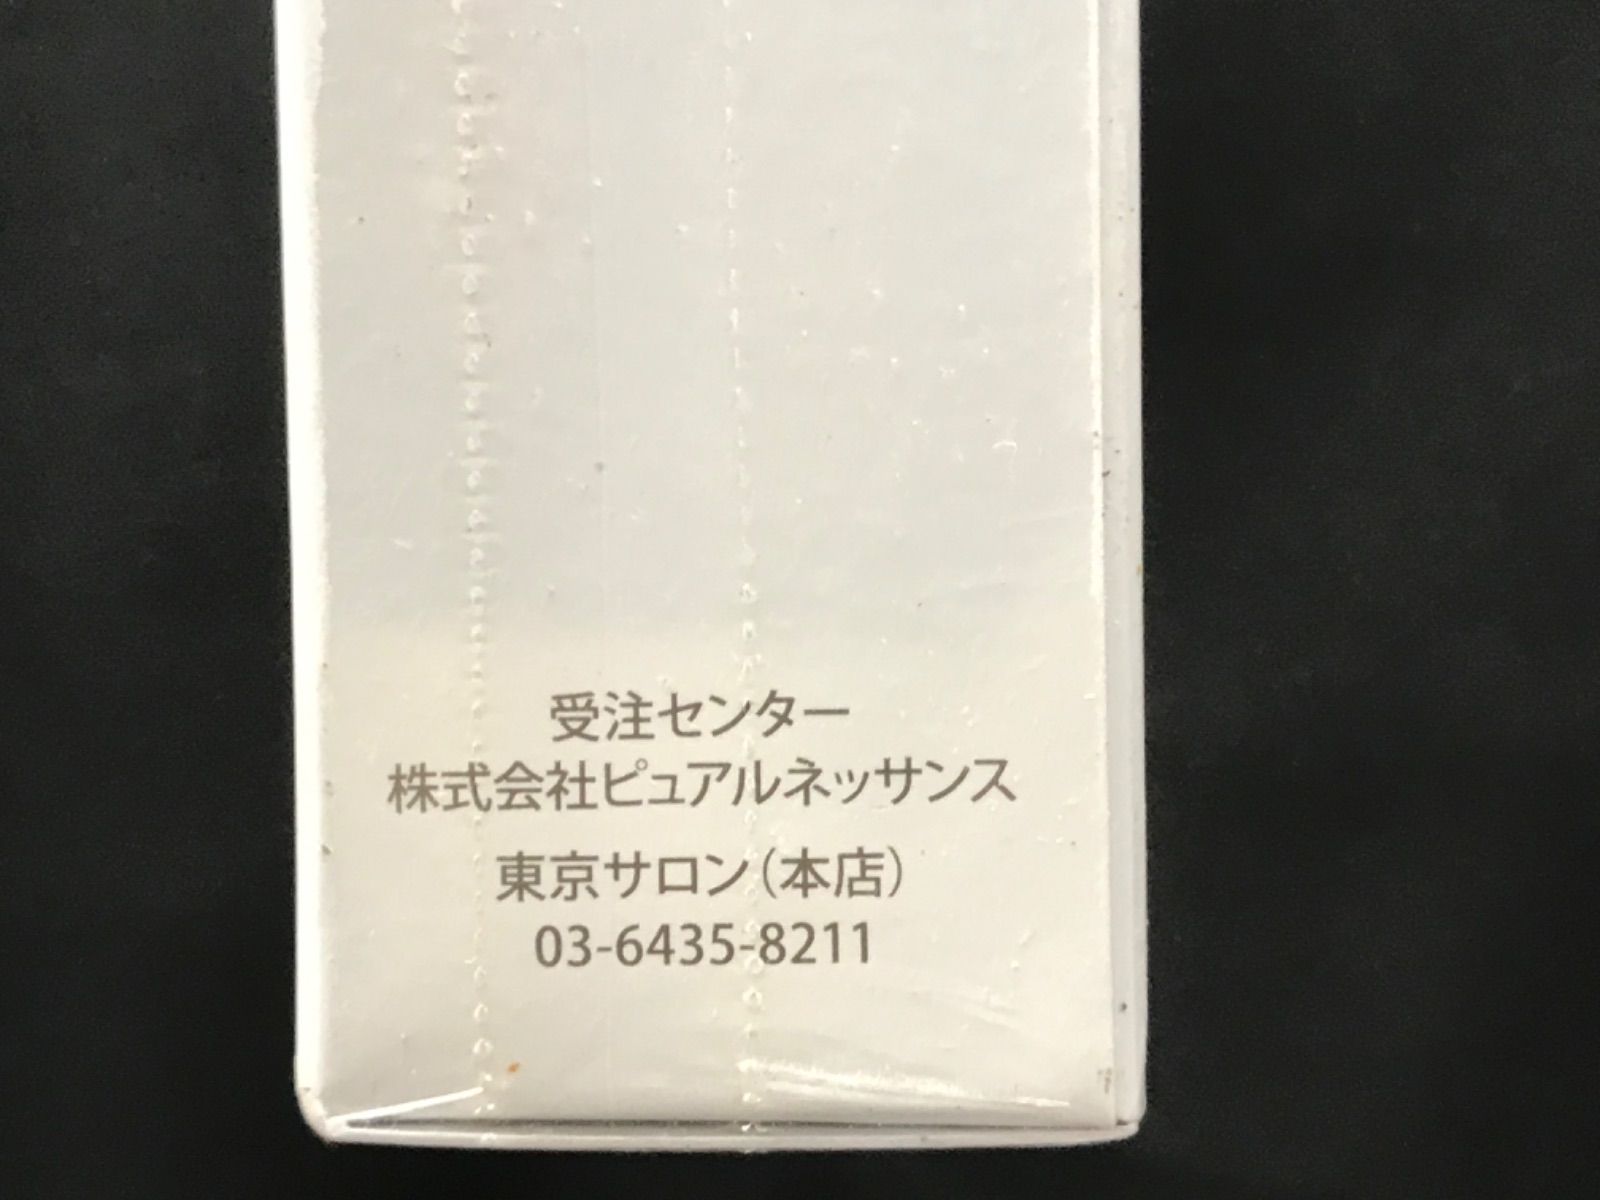 受注センター
株式会社ピュアルネッサンス
東京サロン（本店）
03-6435-8211